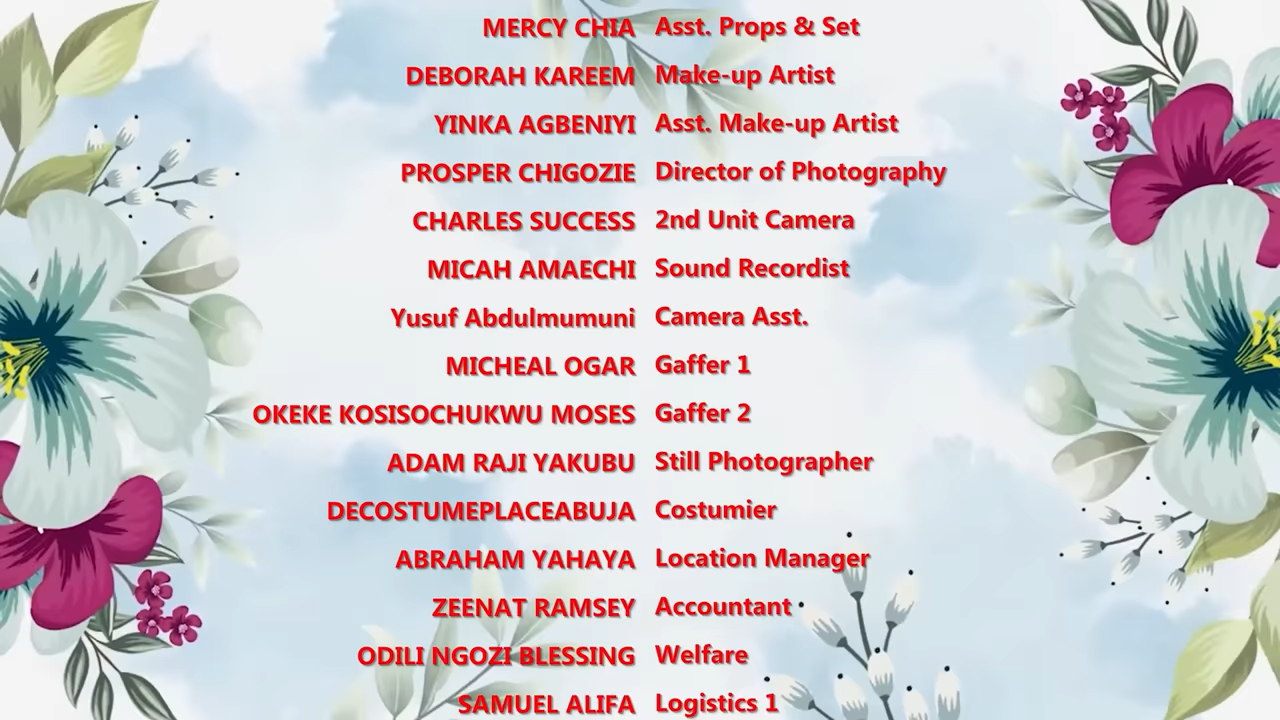 MERCY CHIA Asst. Props & Set
DEBORAH KAREEM Make-up Artist
YINKA AGBENIYI Asst. Make-up Artist
PROSPER CHIGOZIE Director of Photography
CHARLES SUCCESS 2nd Unit Camera
MICAH AMAECHI Sound Recordist
Yusuf Abdulmumuni Camera Asst.
MICHEAL OGAR Gaffer 1
OKEKE KOSISOCHUKWU MOSES Gaffer 2
ADAM RAJI YAKUBU Still Photographer
DECOSTUMEPLACEABUJA Costumier
ABRAHAM YAHAYA Location Manager
ZEENAT RAMSEY Accountant
ODILI NGOZI BLESSING Welfare
SAMUEL ALIFA Logistics 1